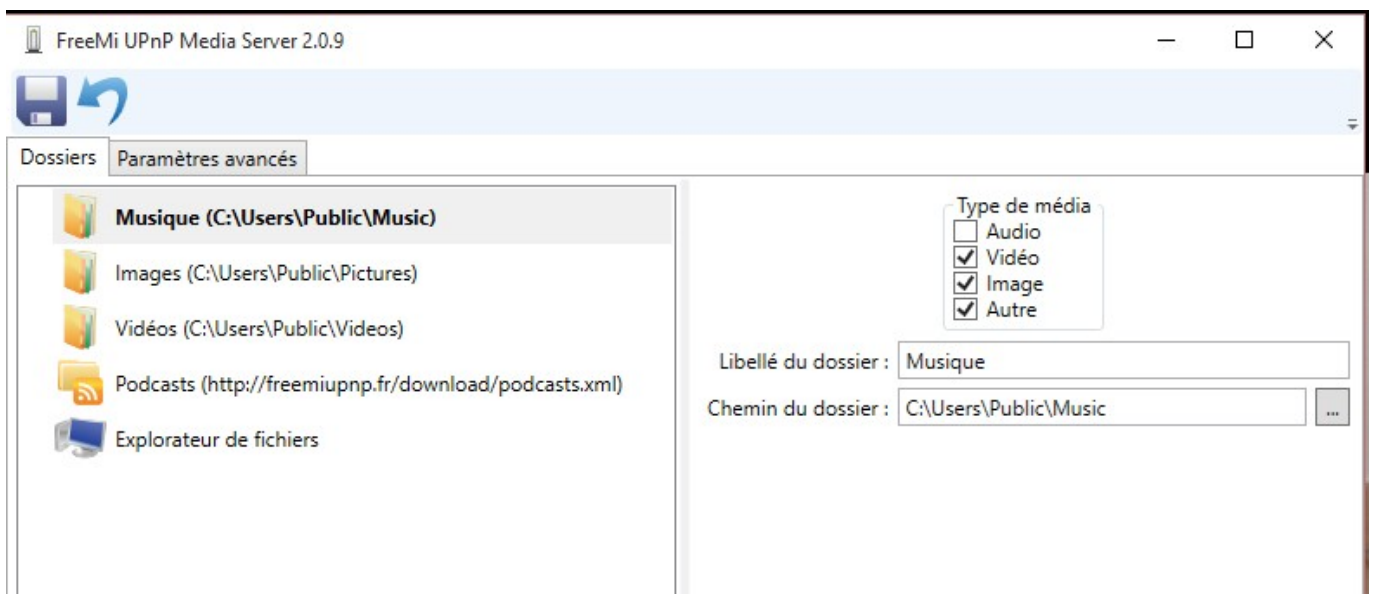 FreeMi UPnP Media Server 2.0.9
Dossiers
Paramètres avancés
Musique (C:\Users\Public\Music)
Images (C:\Users\Public\Pictures)
Vidéos (C:\Users\Public\Videos)
Podcasts (http://freemiupnp.fr/download/podcasts.xml)
Explorateur de fichiers
Type de média
Audio
Vidéo
Image
Autre
Libellé du dossier : Musique
Chemin du dossier : C:\Users\Public\Music ...